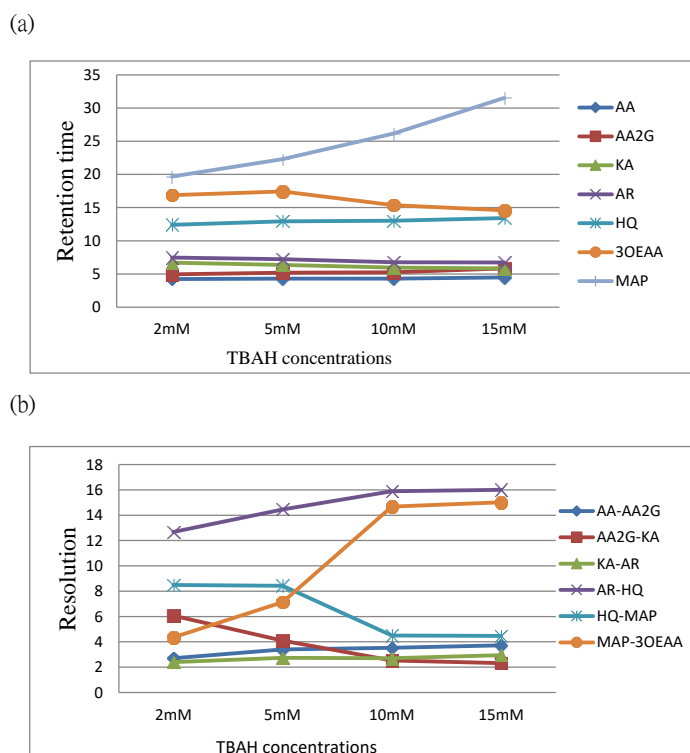 (a)
35
30
25
20
15
10
5
0
Retention time
2mM 5mM 10mM 15mM
TBAH concentrations
AA
AA2G
KA
AR
HQ
3OEAA
MAP
(b)
18
16
14
12
10
8
6
4
2
0
Resolution
2mM 5mM 10mM 15mM
TBAH concentrations
AA-AA2G
AA2G-KA
KA-AR
AR-HQ
HQ-MAP
MAP-3OEAA